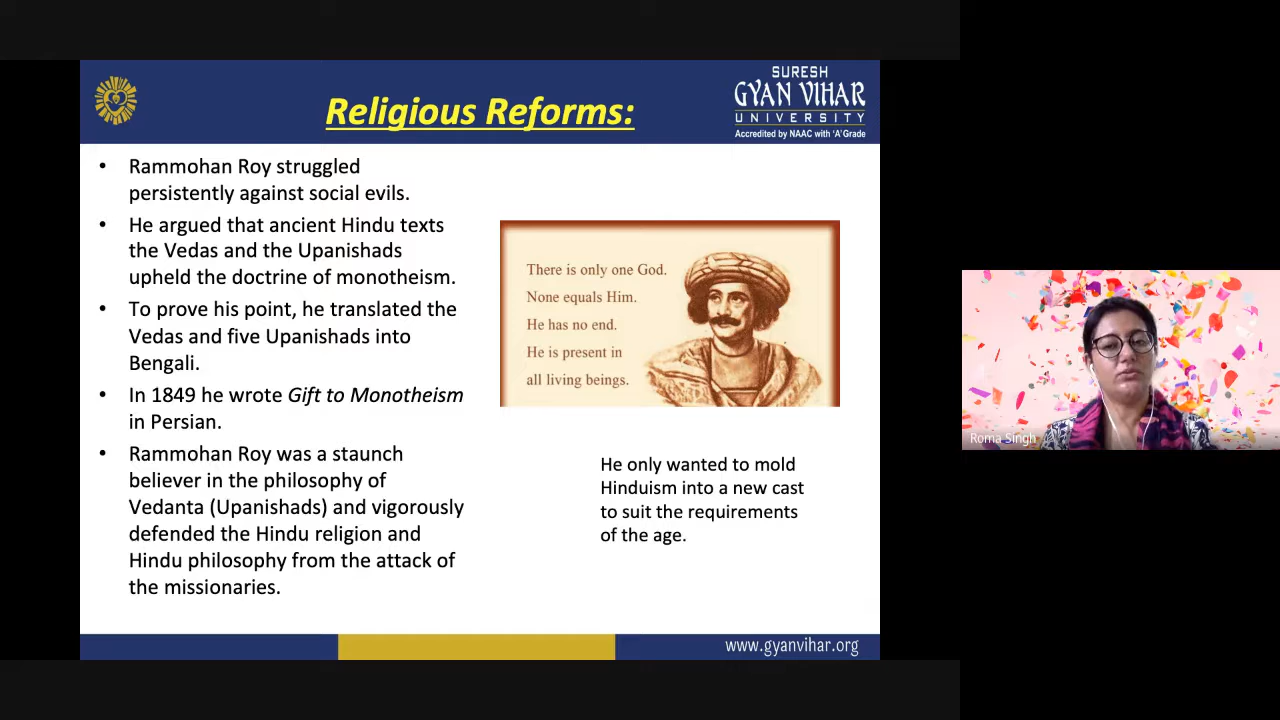 Religious Reforms:
SURESH
GYAN VIHAR
UNIVERSITY
Accredited by NAAC with 'A'Grade
• Rammohan Roy struggled
persistently against social evils.
• He argued that ancient Hindu texts
the Vedas and the Upanishads
upheld the doctrine of monotheism.
• To prove his point, he translated the
Vedas and five Upanishads into
Bengali.
• In 1849 he wrote Gift to Monotheism
in Persian.
• Rammohan Roy was a staunch
believer in the philosophy of
Vedanta (Upanishads) and vigorously
defended the Hindu religion and
Hindu philosophy from the attack of
the missionaries.
There is only one God.
None equals Him.
He has no end.
He is present in
all living beings.
He only wanted to mold
Hinduism into a new cast
to suit the requirements
of the age.
www.gyanvihar.org
Roma Singh